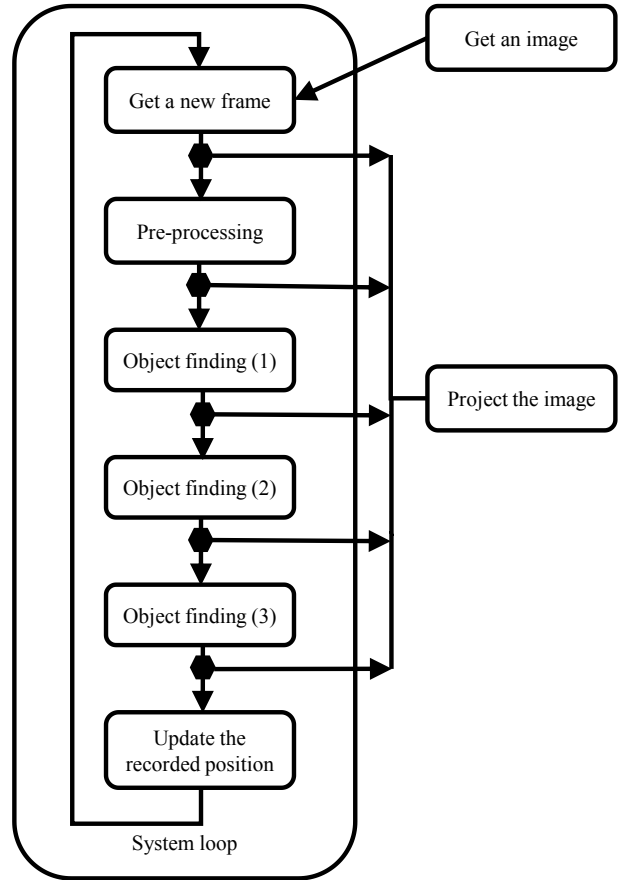 Get an image
Get a new frame
Pre-processing
Object finding (1)
Project the image
Object finding (2)
Object finding (3)
Update the
recorded position
System loop